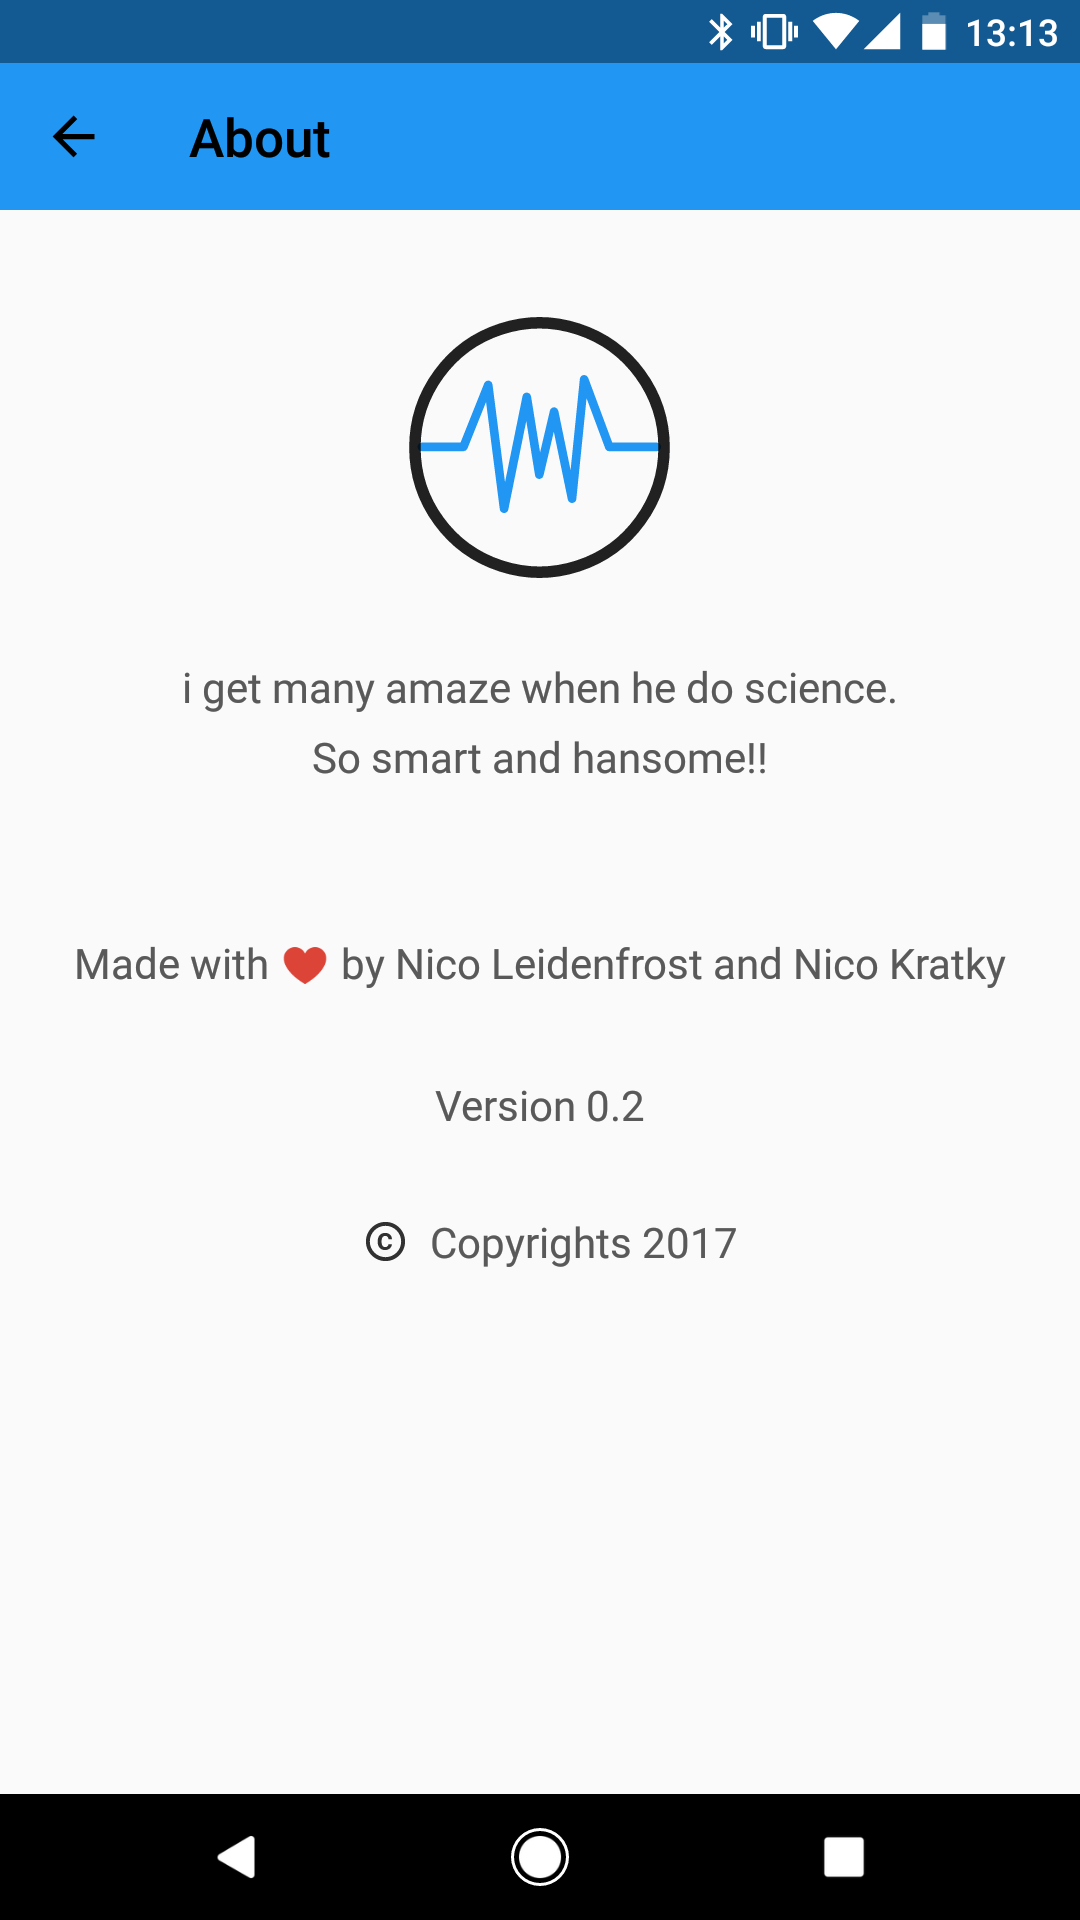 13:13
About
i get many amaze when he do science.
So smart and hansome!!
Made with ❤ by Nico Leidenfrost and Nico Kratky
Version 0.2
© Copyrights 2017